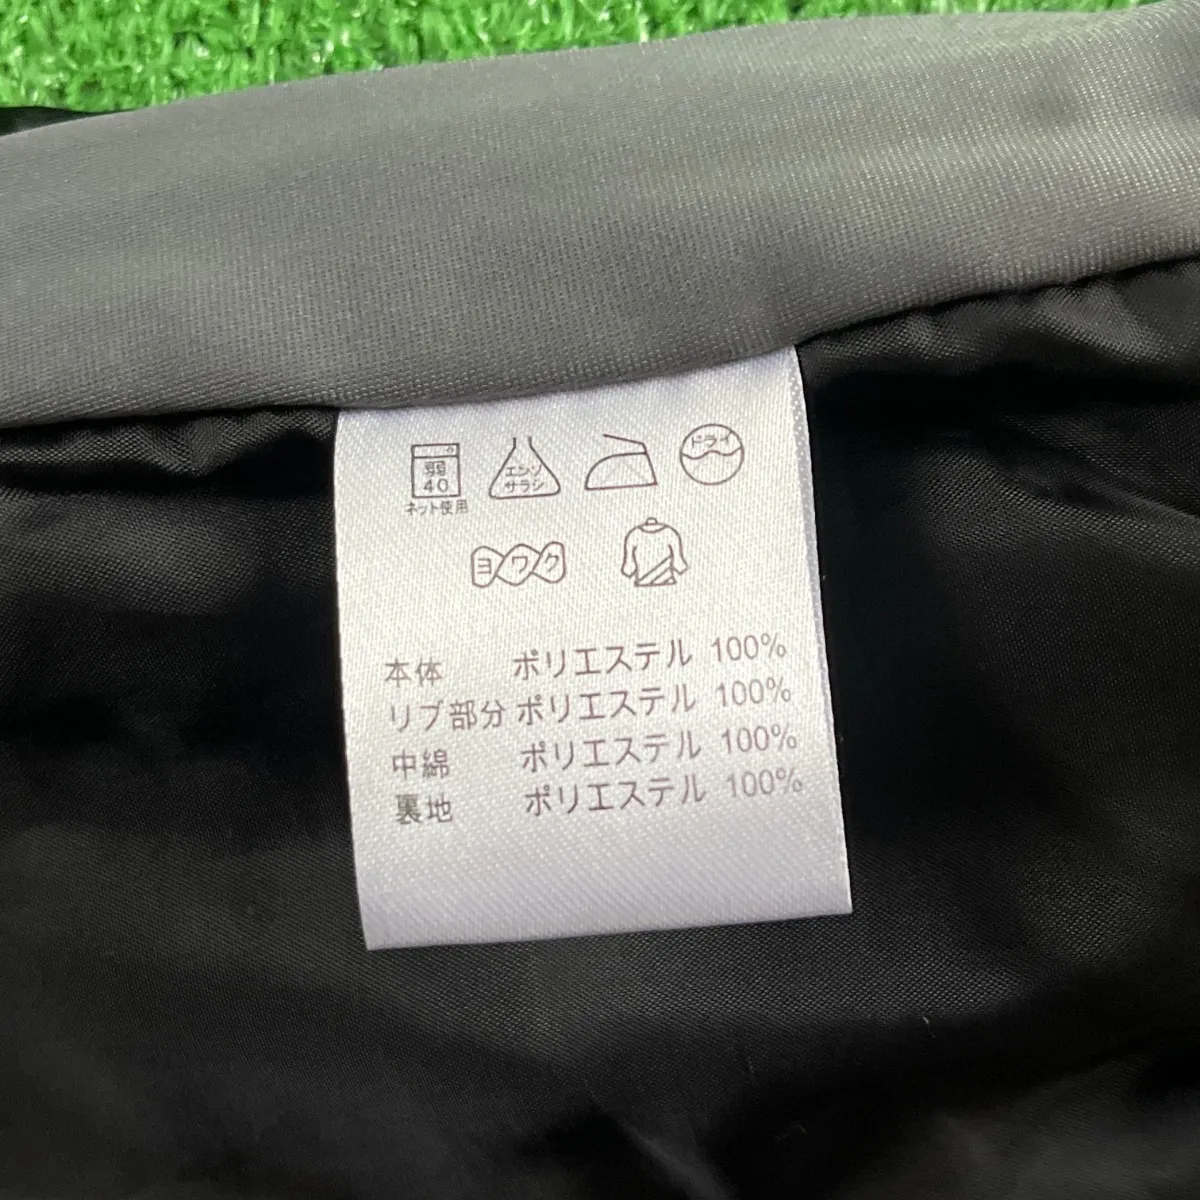 弱
40
ネット使用
エンソ
サラシ
ドライ
ヨワク
本体 ポリエステル 100%
リブ部分 ポリエステル 100%
中綿 ポリエステル 100%
裏地 ポリエステル 100%